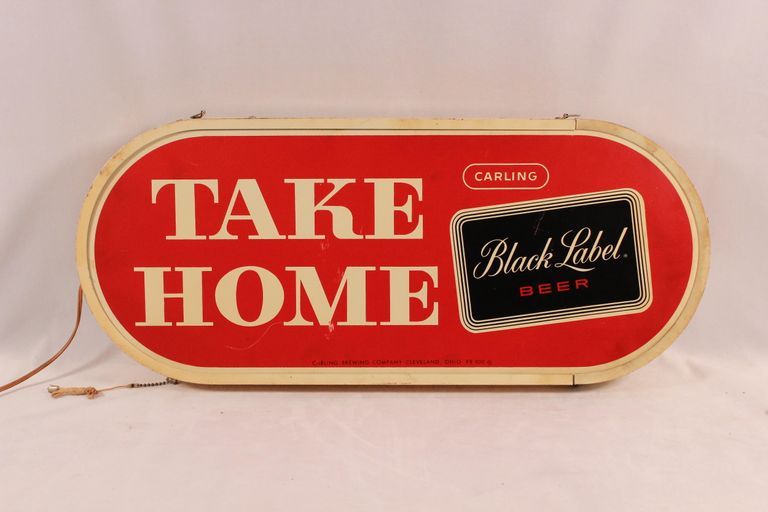 TAKE
HOME
CARLING
Black Label®
BEER
CARLING BREWING COMPANY, CLEVELAND, OHIO